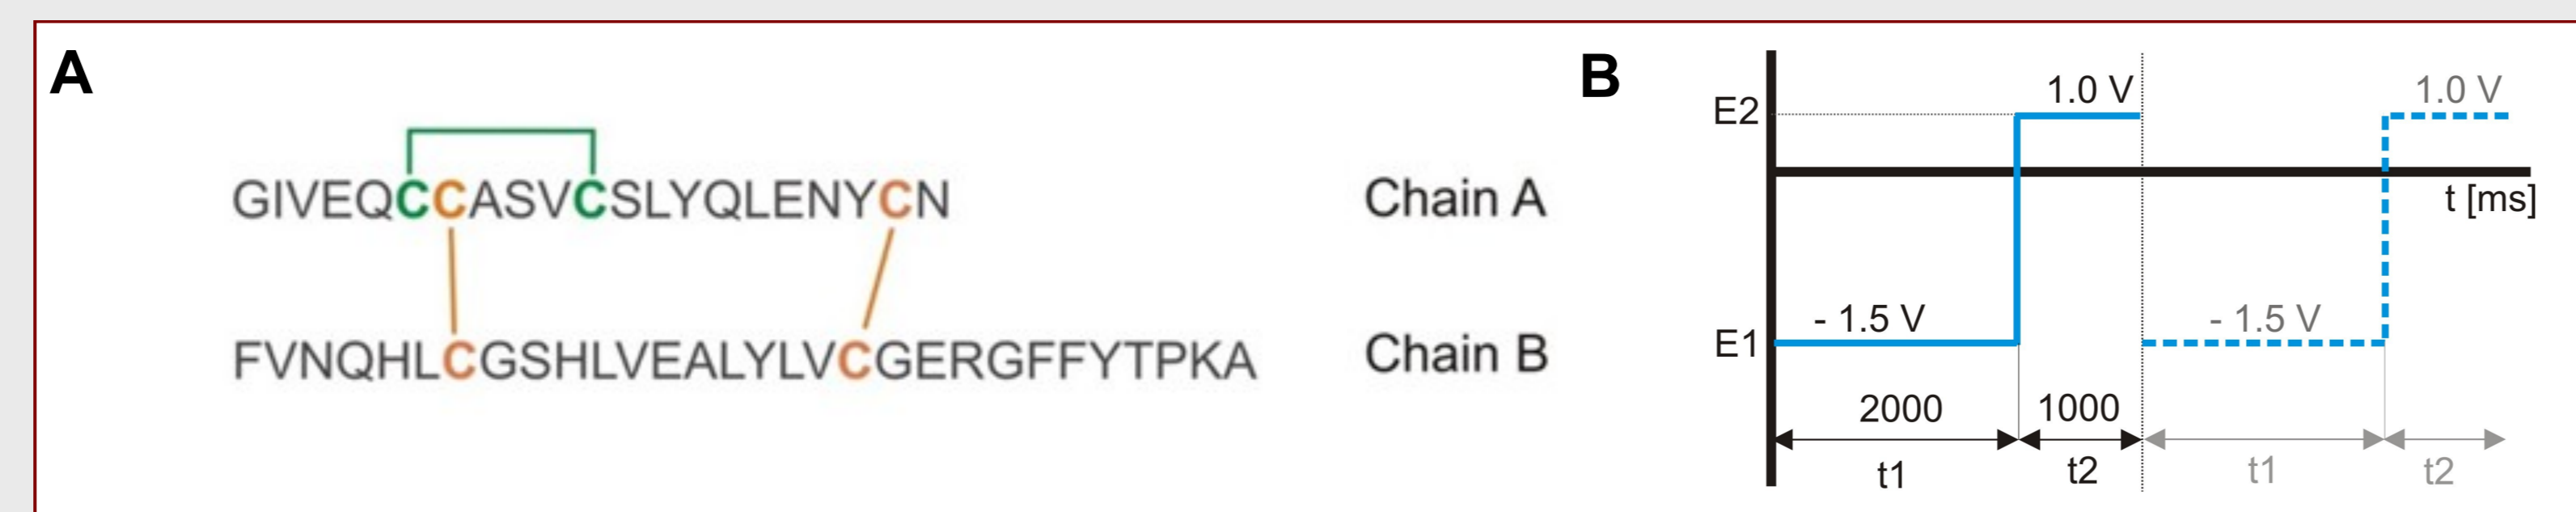 A
GIVEQCCASVCSLYQLENYCN
Chain A
FVNQHLCGSHLVEALYLVCGERGFFYTPKA
Chain B
B
E2
1.0 V
1.0 V
t [ms]
E1
- 1.5 V
- 1.5 V
2000
1000
t1
t2
t1
t2